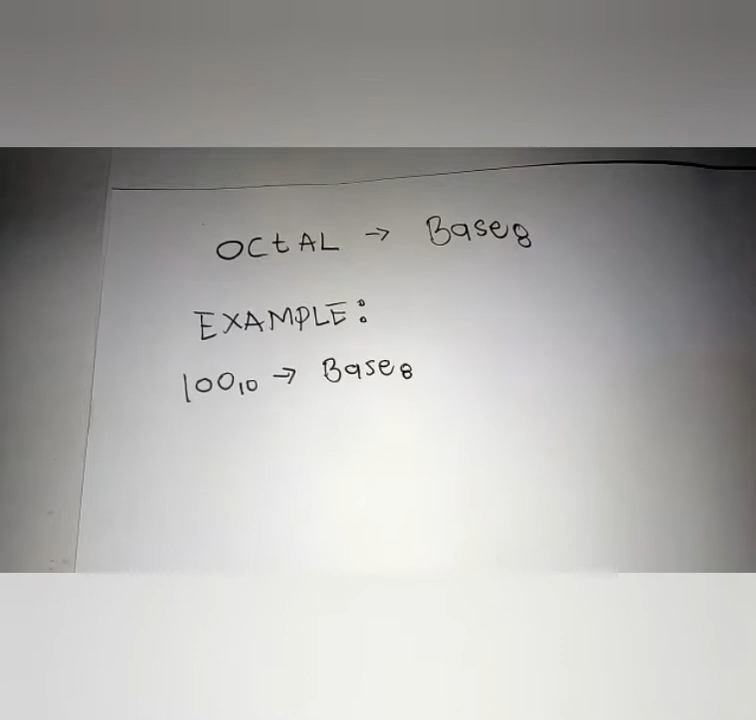 OCtAL → Base₈
EXAMPLE:
100₁₀ → Base₈